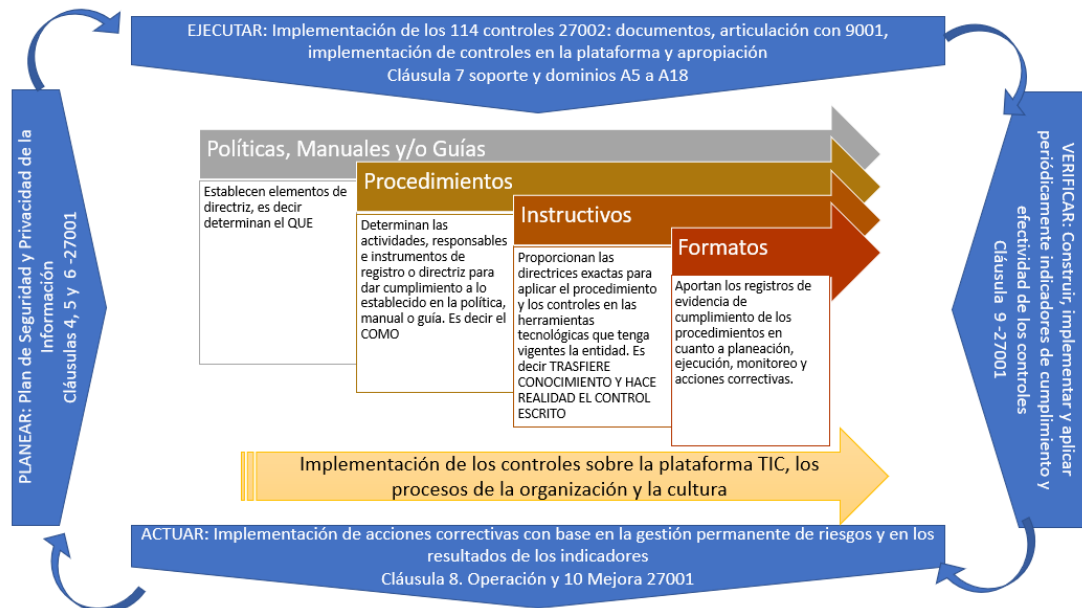 EJECUTAR: Implementación de los 114 controles 27002: documentos, articulación con 9001,
implementación de controles en la plataforma y apropiación
Cláusula 7 soporte y dominios A5 a A18
PLANEAR: Plan de Seguridad y Privacidad de la
Información
Cláusulas 4, 5 y 6 -27001
Políticas, Manuales y/o Guías
Establecen elementos de
directriz, es decir
determinan el QUE
Procedimientos
Determinan las
actividades, responsables
e instrumentos de
registro o directriz para
dar cumplimiento a lo
establecido en la política,
manual o guía. Es decir el
COMO
Instructivos
Proporcionan las
directrices exactas para
aplicar el procedimiento
y los controles en las
herramientas
tecnológicas que tenga
vigentes la entidad. Es
decir TRASFIERE
CONOCIMIENTO Y HACE
REALIDAD EL CONTROL
ESCRITO
Formatos
Aportan los registros de
evidencia de
cumplimiento de los
procedimientos en
cuanto a planeación,
ejecución, monitoreo y
acciones correctivas.
Implementación de los controles sobre la plataforma TIC, los
procesos de la organización y la cultura
VERIFICAR: Construir, implementar y aplicar
periódicamente indicadores de cumplimiento y
efectividad de los controles
Cláusula 9 -27001
ACTUAR: Implementación de acciones correctivas con base en la gestión permanente de riesgos y en los
resultados de los indicadores
Cláusula 8. Operación y 10 Mejora 27001